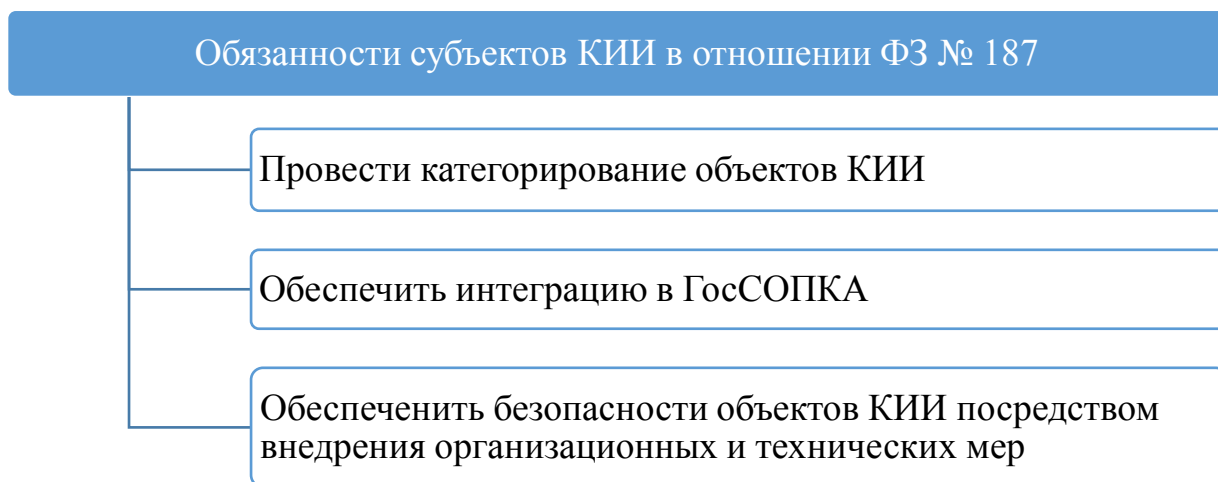 Обязанности субъектов КИИ в отношении ФЗ № 187
Провести категорирование объектов КИИ
Обеспечить интеграцию в ГосСОПКА
Обеспеченить безопасности объектов КИИ посредством
внедрения организационных и технических мер